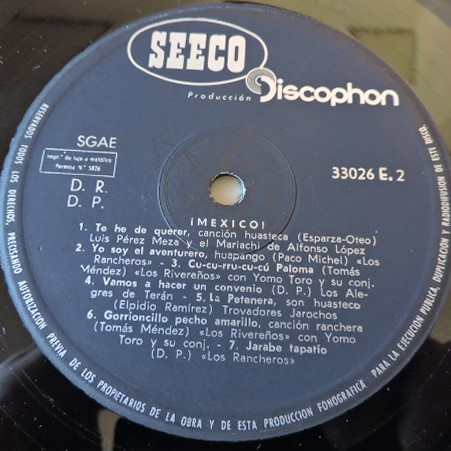 SEECO
Producción Discophon
SGAE
Impt.º de lujo a metálico
Permiso N.º 5826
33026 E. 2
D. R.
D. P.
¡MEXICO!
1. Te he de querer, canción huasteca (Esparza-Oteo)
Luis Pérez Meza y el Mariachi de Alfonso López
2. Yo soy el aventurero, huapango (Paco Michel) «Los
Rancheros» - 3. Cu-cu-rru-cu-cú Paloma (Tomás
Méndez) «Los Rivereños» con Yomo Toro y su conj.
4. Vamos a hacer un convenio (D. P.) Los Ale-
gres de Terán - 5. La Petenera, son huasteco
(Elpidio Ramírez) Trovadores Jarochos
6. Gorrioncillo pecho amarillo, canción ranchera
(Tomás Méndez) «Los Rivereños» con Yomo
Toro y su conj. - 7. Jarabe tapatío
(D. P.) «Los Rancheros»
RESERVADOS TODOS LOS DERECHOS, PRECISANDO AUTORIZACION PREVIA DE LOS PROPIETARIOS DE LA OBRA Y DE ESTA PRODUCCION FONOGRAFICA PARA LA EJECUCION PUBLICA, DUPLICACION Y RADIODIFUSION DE ESTE DISCO.